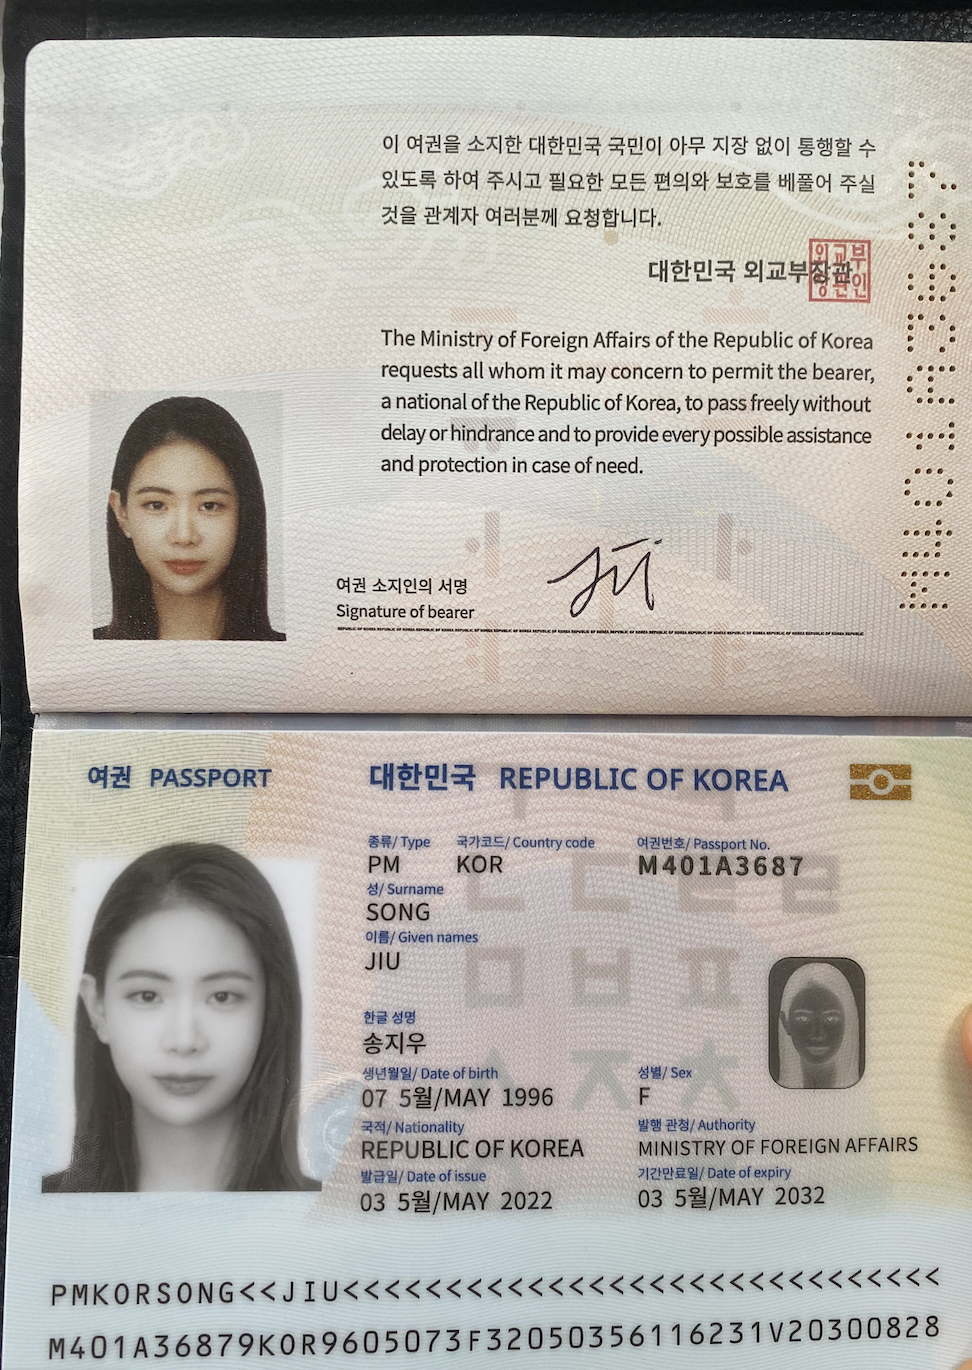 이 여권을 소지한 대한민국 국민이 아무 지장 없이 통행할 수
있도록 하여 주시고 필요한 모든 편의와 보호를 베풀어 주실
것을 관계자 여러분께 요청합니다.
대한민국 외교부장관
The Ministry of Foreign Affairs of the Republic of Korea
requests all whom it may concern to permit the bearer,
a national of the Republic of Korea, to pass freely without
delay or hindrance and to provide every possible assistance
and protection in case of need.
여권 소지인의 서명
Signature of bearer
M401A3687
여권 PASSPORT 대한민국 REPUBLIC OF KOREA
종류/ Type 국가코드/ Country code 여권번호/ Passport No.
PM KOR M401A3687
성/ Surname
SONG
이름/ Given names
JIU
한글 성명
송지우
생년월일/ Date of birth 성별/ Sex
07 5월/MAY 1996 F
국적/ Nationality 발행 관청/ Authority
REPUBLIC OF KOREA MINISTRY OF FOREIGN AFFAIRS
발급일/ Date of issue 기간만료일/ Date of expiry
03 5월/MAY 2022 03 5월/MAY 2032
PMKORSONG<<JIU<<<<<<<<<<<<<<<<<<<<<<<<<<<<<<
M401A36879KOR9605073F32050356116231V20300828